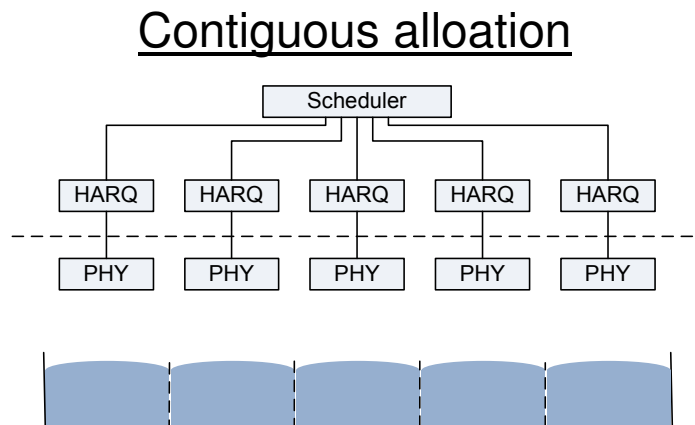 Contiguous alloation
Scheduler
HARQ HARQ HARQ HARQ HARQ
PHY PHY PHY PHY PHY